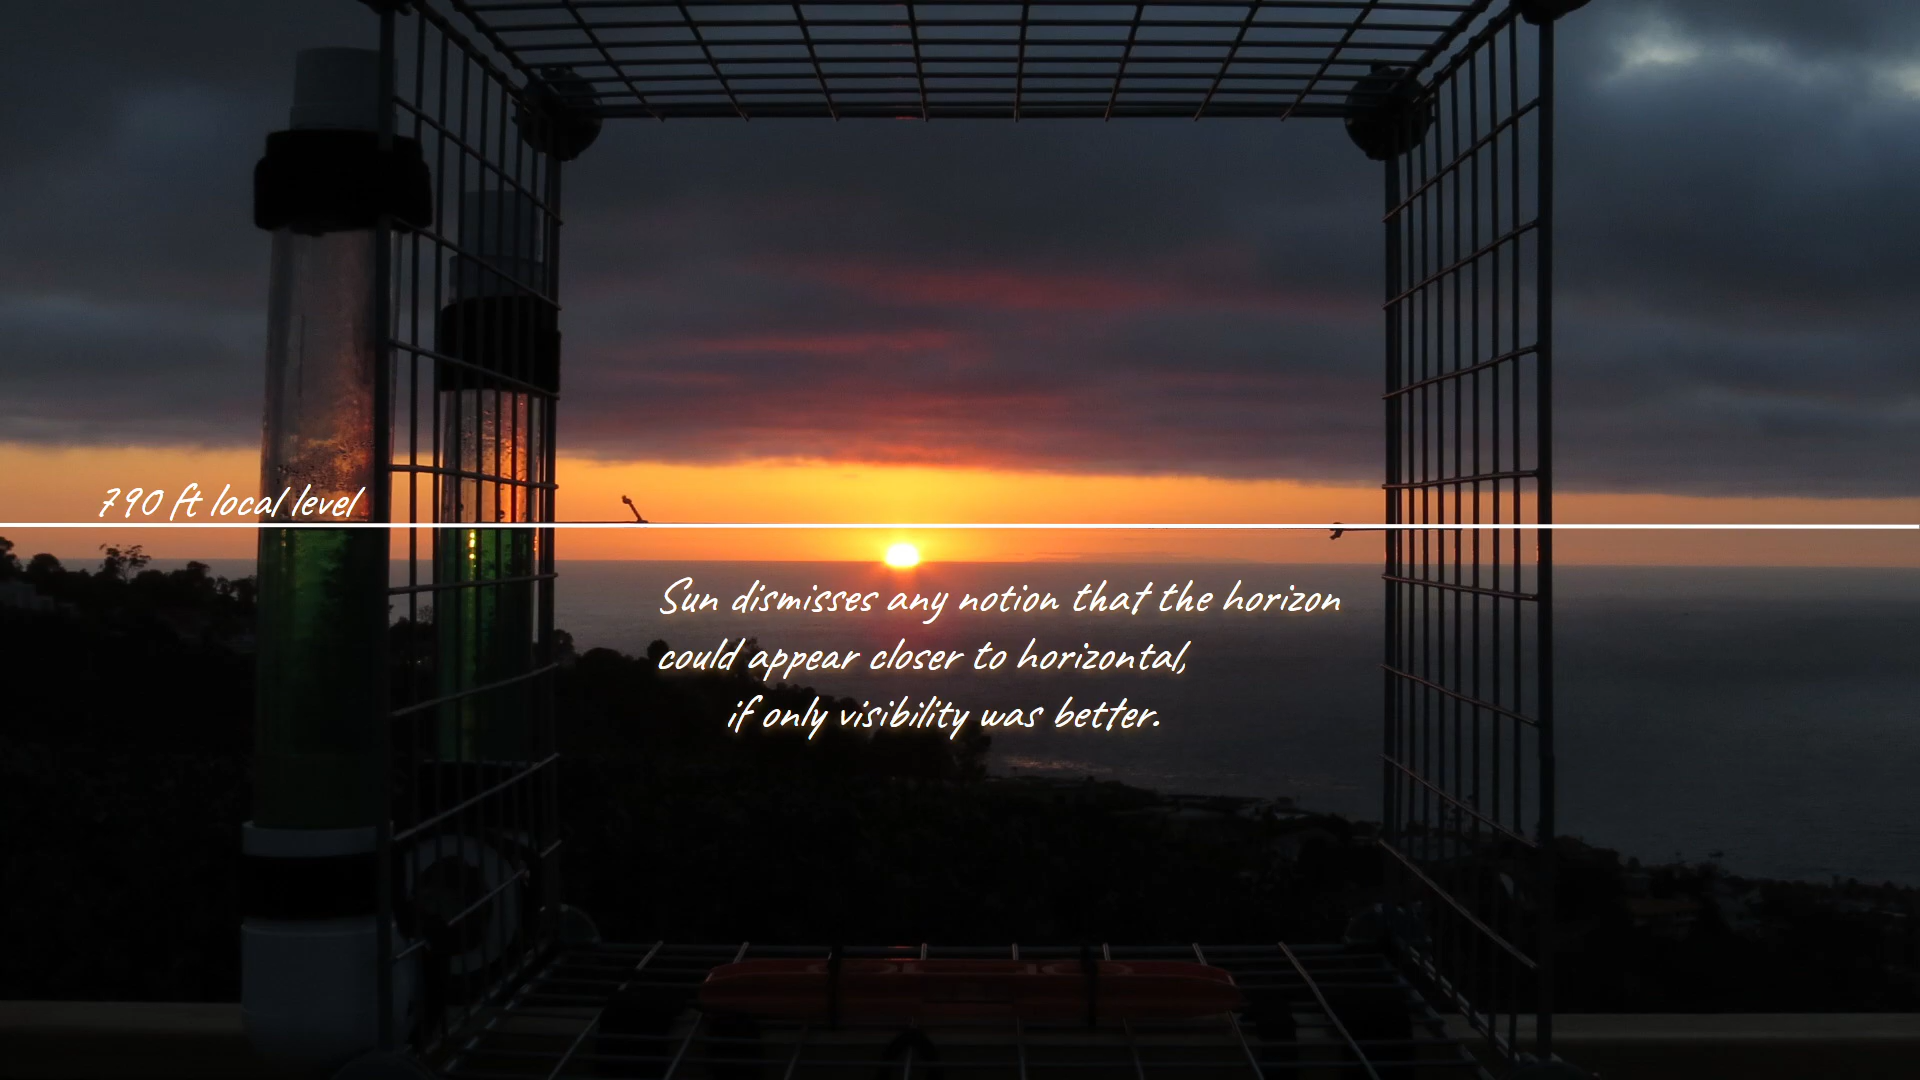 790 ft local level
Sun dismisses any notion that the horizon
could appear closer to horizontal,
if only visibility was better.